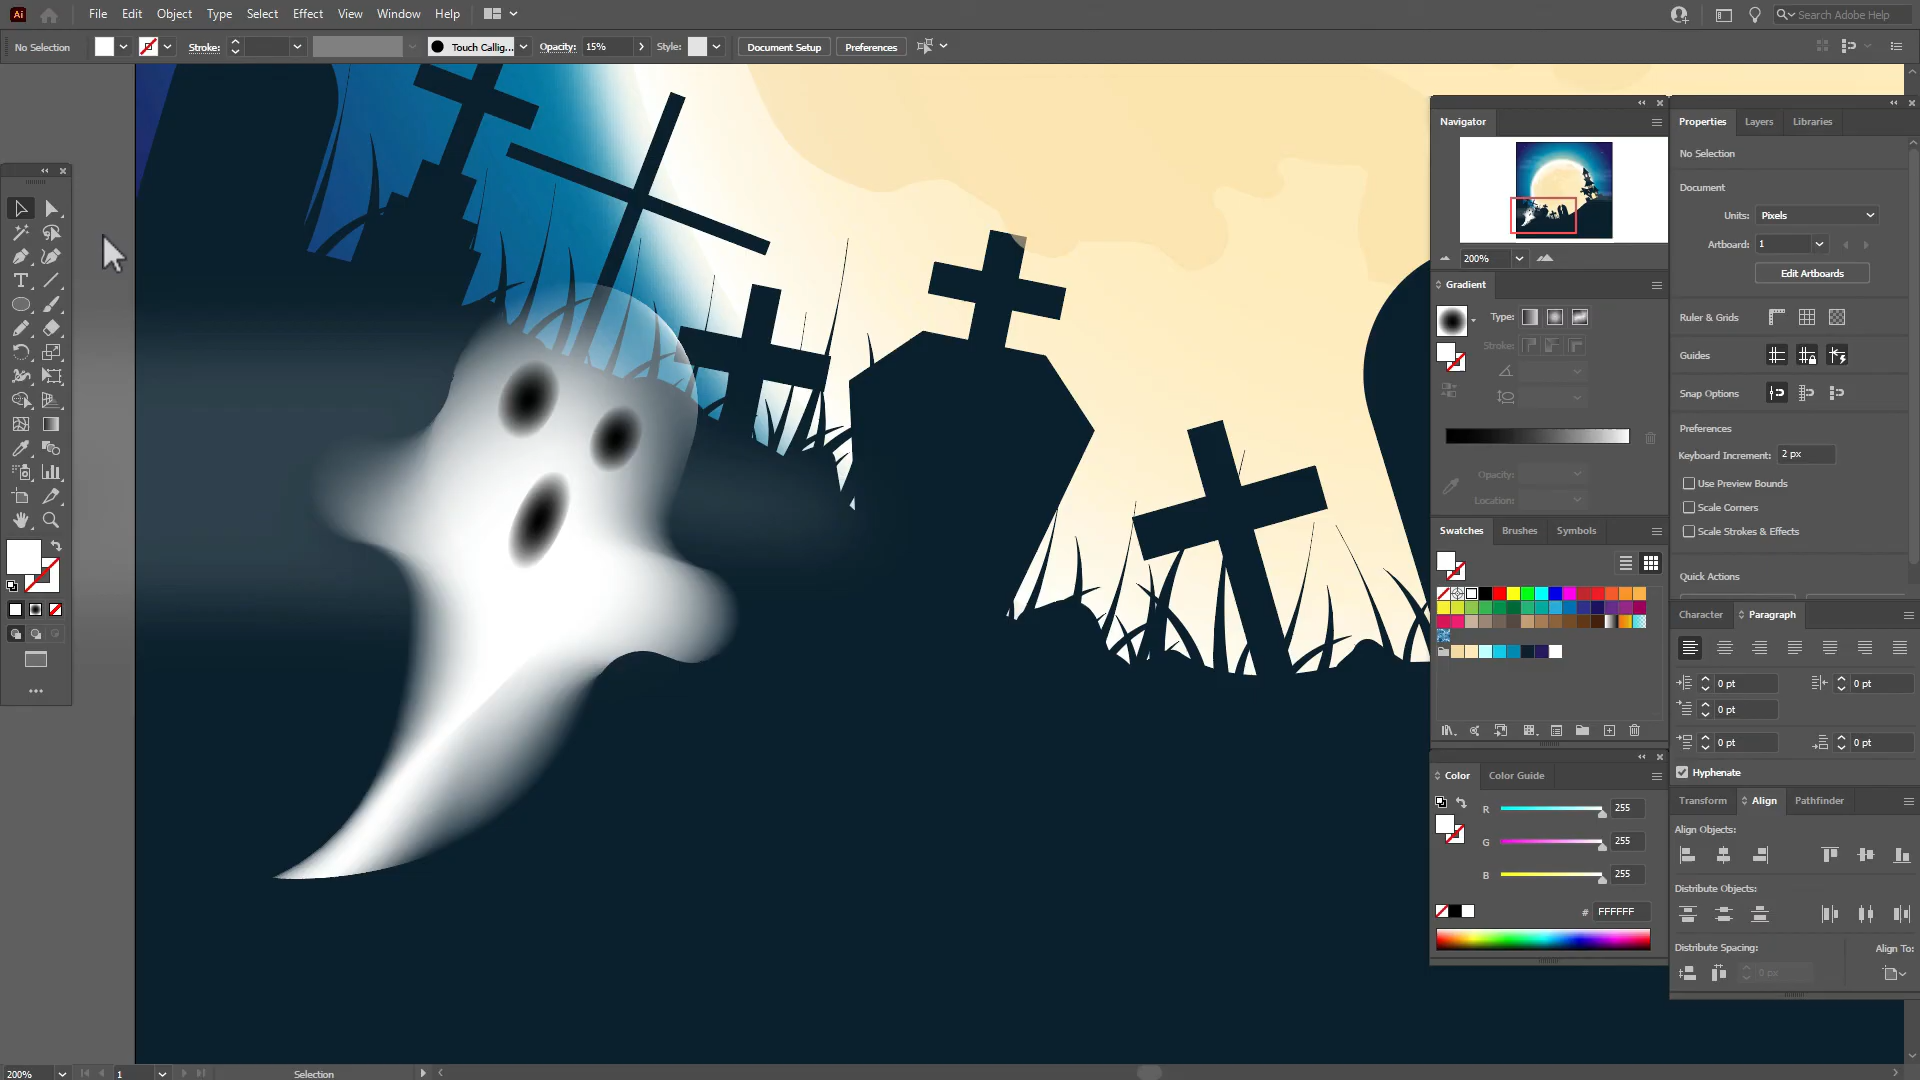 Ai File Edit Object Type Select Effect View Window Help
Search Adobe Help
No Selection Stroke: Touch Callig... Opacity: 15% Style: Document Setup Preferences
Navigator
200%
Gradient
Type:
Stroke:
Opacity:
Location:
Swatches Brushes Symbols
Color Color Guide
R 255
G 255
B 255
# FFFFFF
Properties Layers Libraries
No Selection
Document
Units: Pixels
Artboard: 1
Edit Artboards
Ruler & Grids
Guides
Snap Options
Preferences
Keyboard Increment: 2 px
Use Preview Bounds
Scale Corners
Scale Strokes & Effects
Quick Actions
Character Paragraph
0 pt 0 pt
0 pt
0 pt 0 pt
Hyphenate
Transform Align Pathfinder
Align Objects:
Distribute Objects:
Distribute Spacing: Align To:
0 px
200% 1 Selection